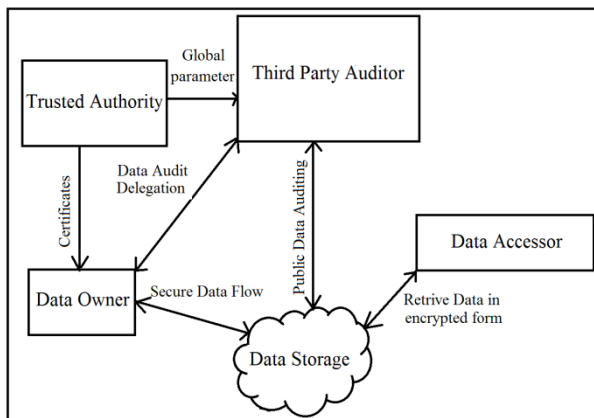 Global
parameter
Third Party Auditor
Trusted Authority
Data Audit
Delegation
Certificates
Public Data Auditing
Data Accessor
Data Owner
Secure Data Flow
Retrive Data in
encrypted form
Data Storage